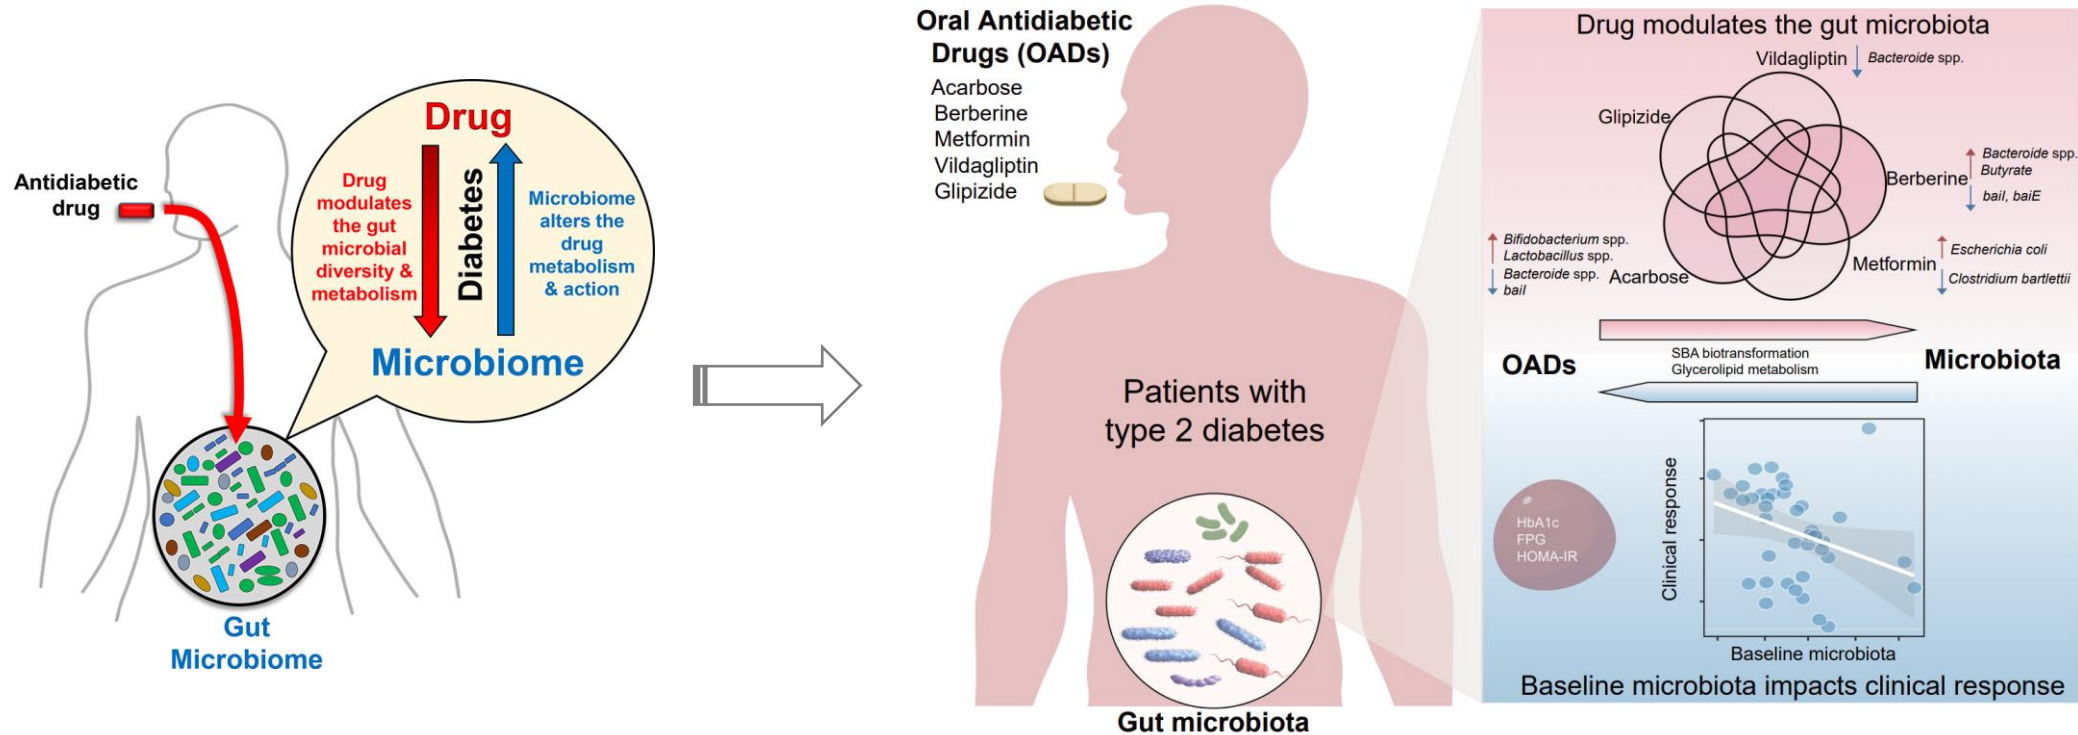 Antidiabetic
drug
Drug
Drug
modulates
the gut
microbial
diversity &
metabolism
Diabetes
Microbiome
alters the
drug
metabolism
& action
Microbiome
Gut
Microbiome
Oral Antidiabetic
Drugs (OADs)
Acarbose
Berberine
Metformin
Vildagliptin
Glipizide
Patients with
type 2 diabetes
Gut microbiota
Drug modulates the gut microbiota
Vildagliptin
Bacteroide spp.
Glipizide
Berberine
Bacteroide spp.
Butyrate
baiI, baiE
Bifidobacterium spp.
Lactobacillus spp.
Bacteroide spp.
baiI
Acarbose
Metformin
Escherichia coli
Clostridium bartlettii
OADs
SBA biotransformation
Glycerolipid metabolism
Microbiota
HbA1c
FPG
HOMA-IR
Clinical response
Baseline microbiota
Baseline microbiota impacts clinical response